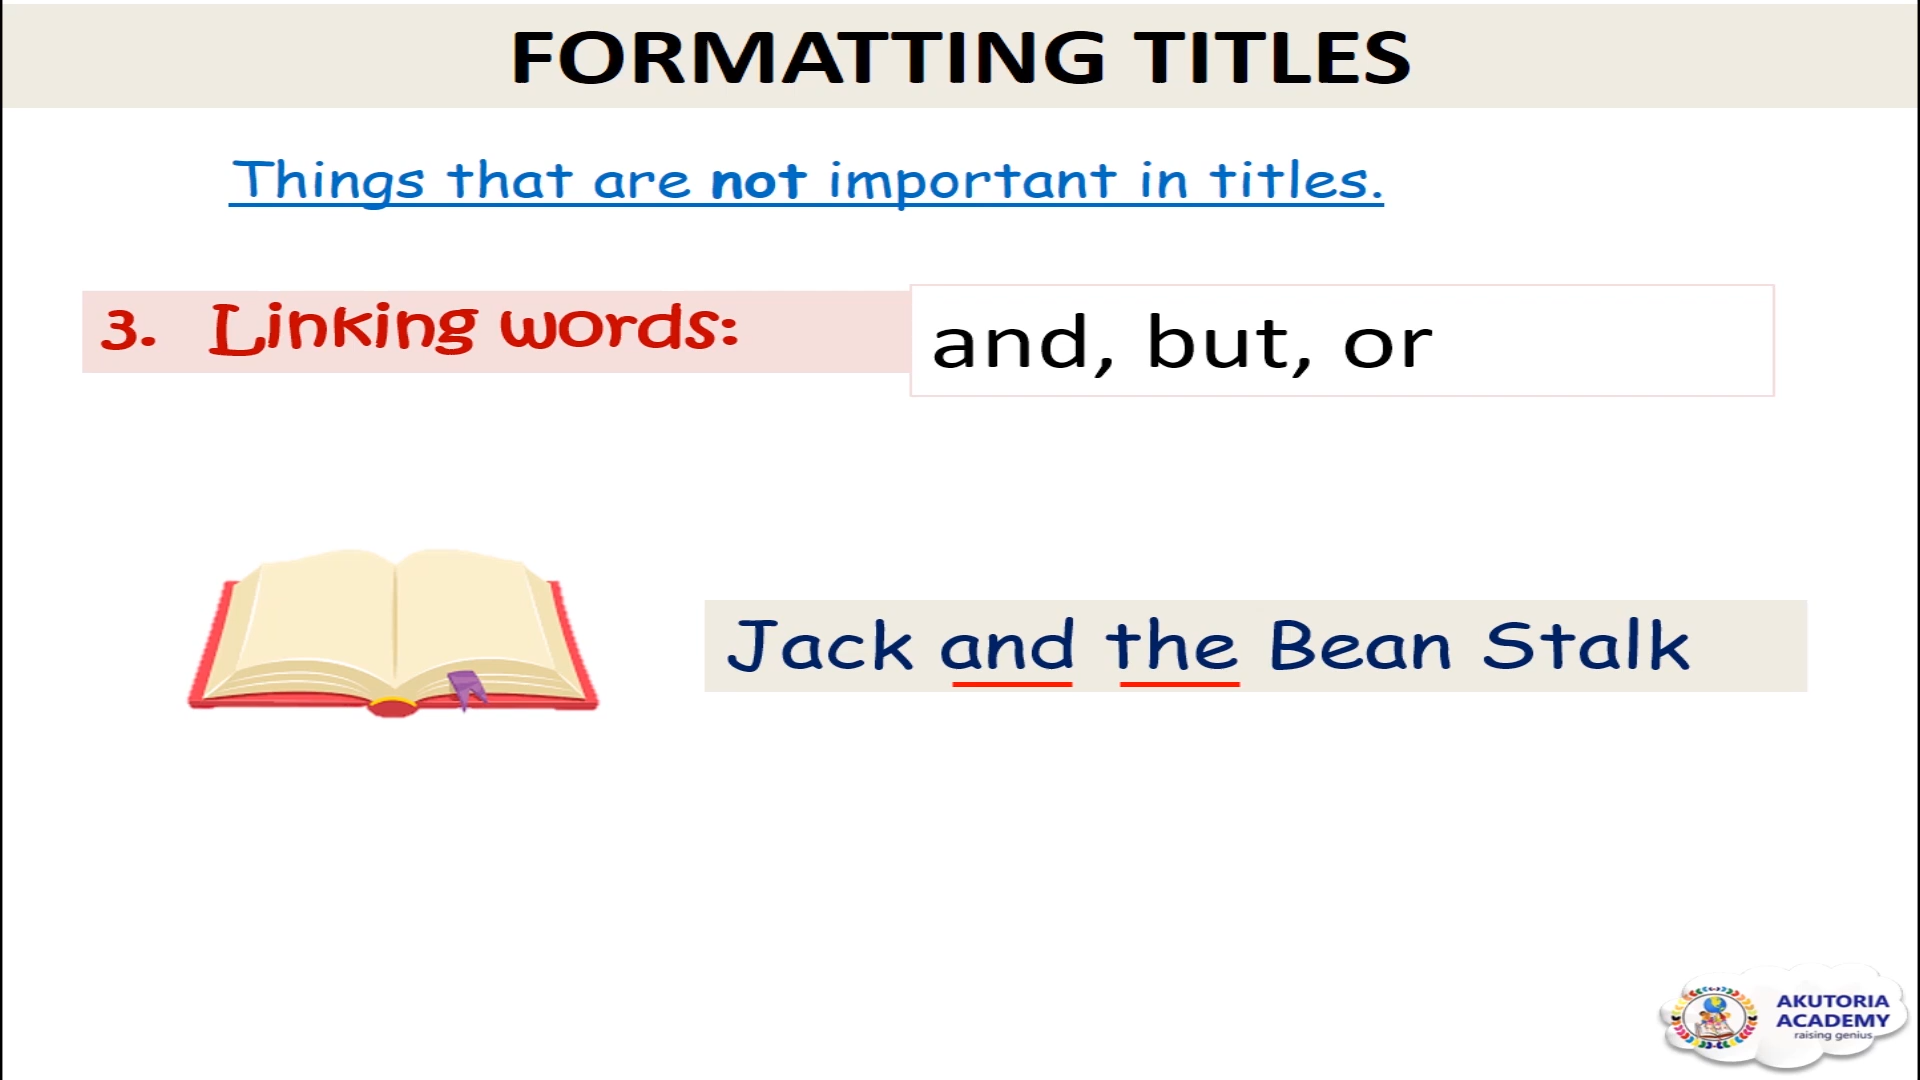 FORMATTING TITLES
Things that are not important in titles.
3. Linking words:
and, but, or
Jack and the Bean Stalk
AKUTORIA
ACADEMY
raising genius